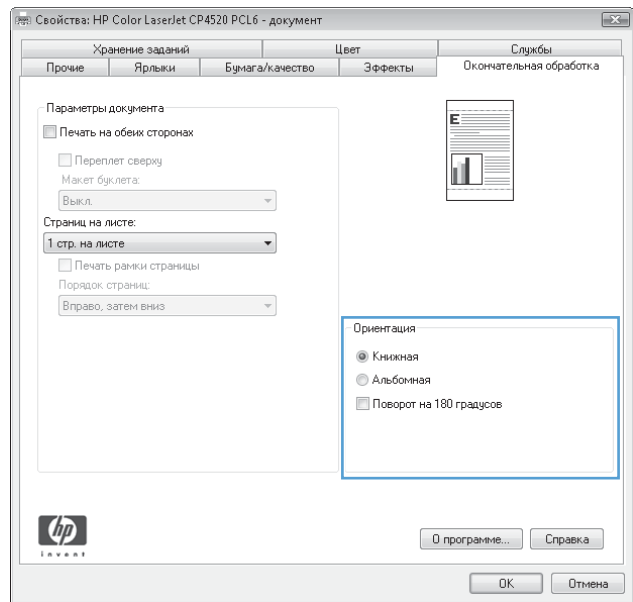 Свойства: HP Color LaserJet CP4520 PCL6 - документ
Хранение заданий Цвет Службы
Прочие Ярлыки Бумага/качество Эффекты Окончательная обработка
Параметры документа
Печать на обеих сторонах
Переплет сверху
Макет буклета:
Выкл.
Страниц на листе:
1 стр. на листе
Печать рамки страницы
Порядок страниц:
Вправо, затем вниз
E
Ориентация
Книжная
Альбомная
Поворот на 180 градусов
hp
invent
О программе... Справка
OK Отмена